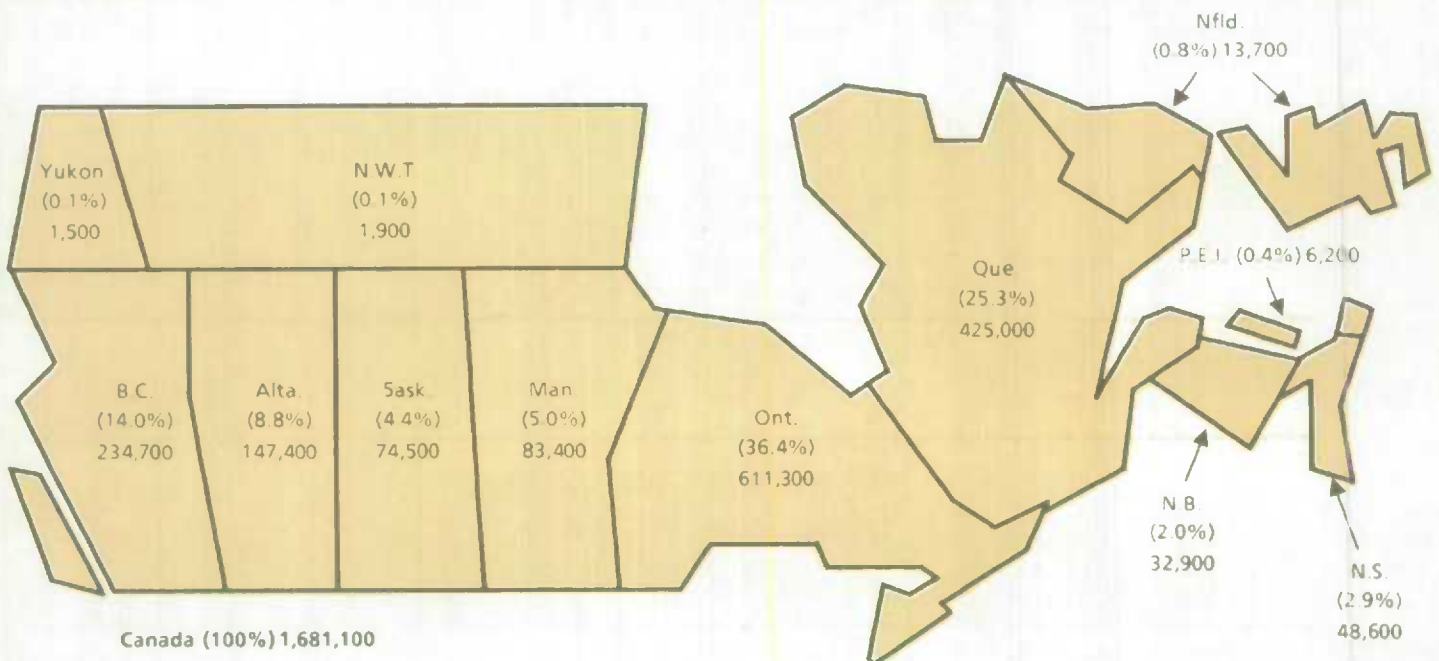 Nfld.
(0.8%) 13,700
Yukon
(0.1%)
1,500
N.W.T
(0.1%)
1,900
P.E.I. (0.4%) 6,200
Que
(25.3%)
425,000
B.C.
(14.0%)
234,700
Alta.
(8.8%)
147,400
Sask.
(4.4%)
74,500
Man.
(5.0%)
83,400
Ont.
(36.4%)
611,300
N.B.
(2.0%)
32,900
N.S.
(2.9%)
48,600
Canada (100%) 1,681,100